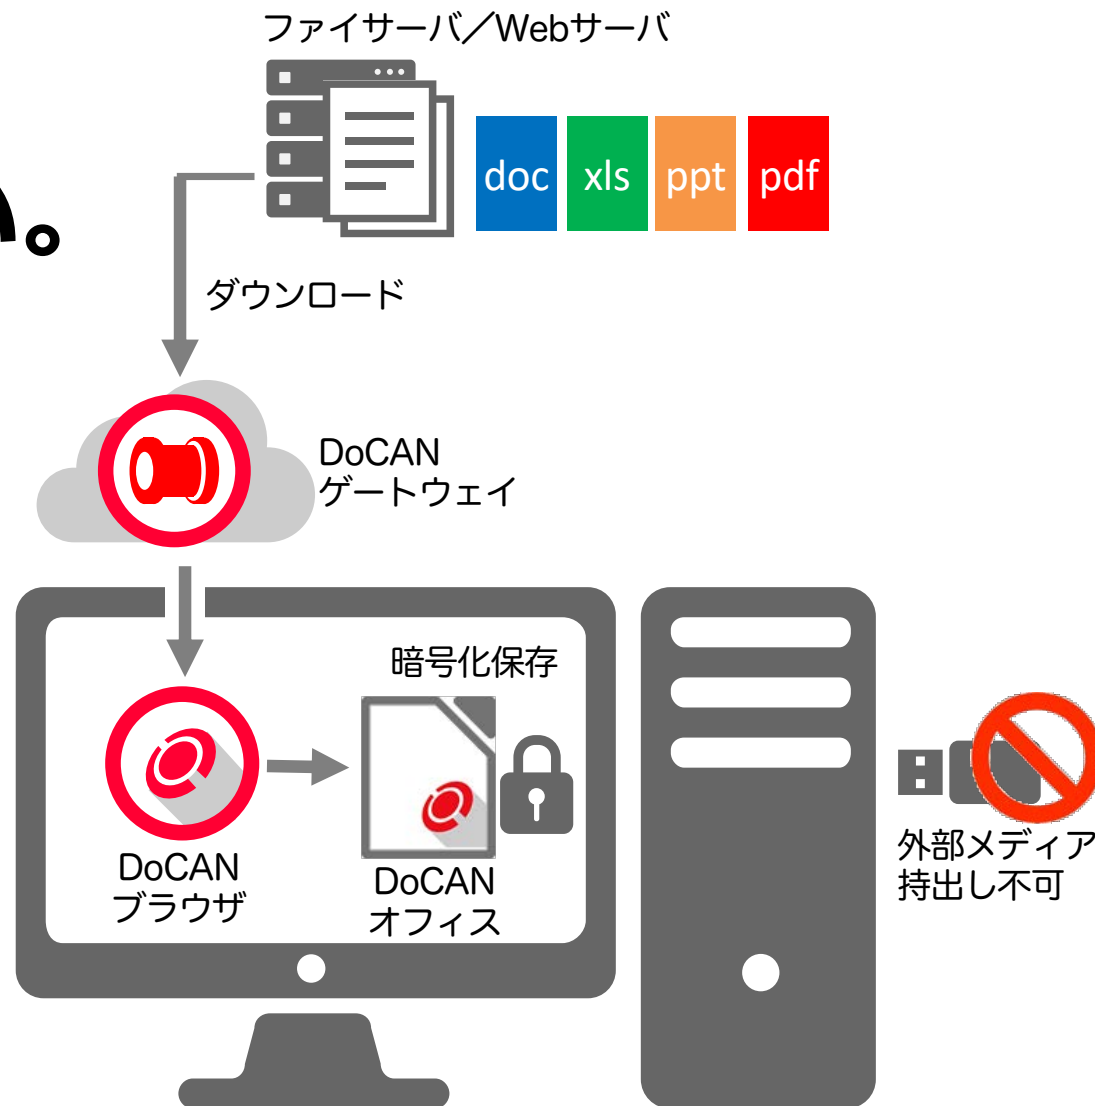 ファイサーバ／Webサーバ
doc xls ppt pdf
い。
ダウンロード
DoCAN
ゲートウェイ
暗号化保存
DoCAN
ブラウザ
DoCAN
オフィス
外部メディア
持出し不可